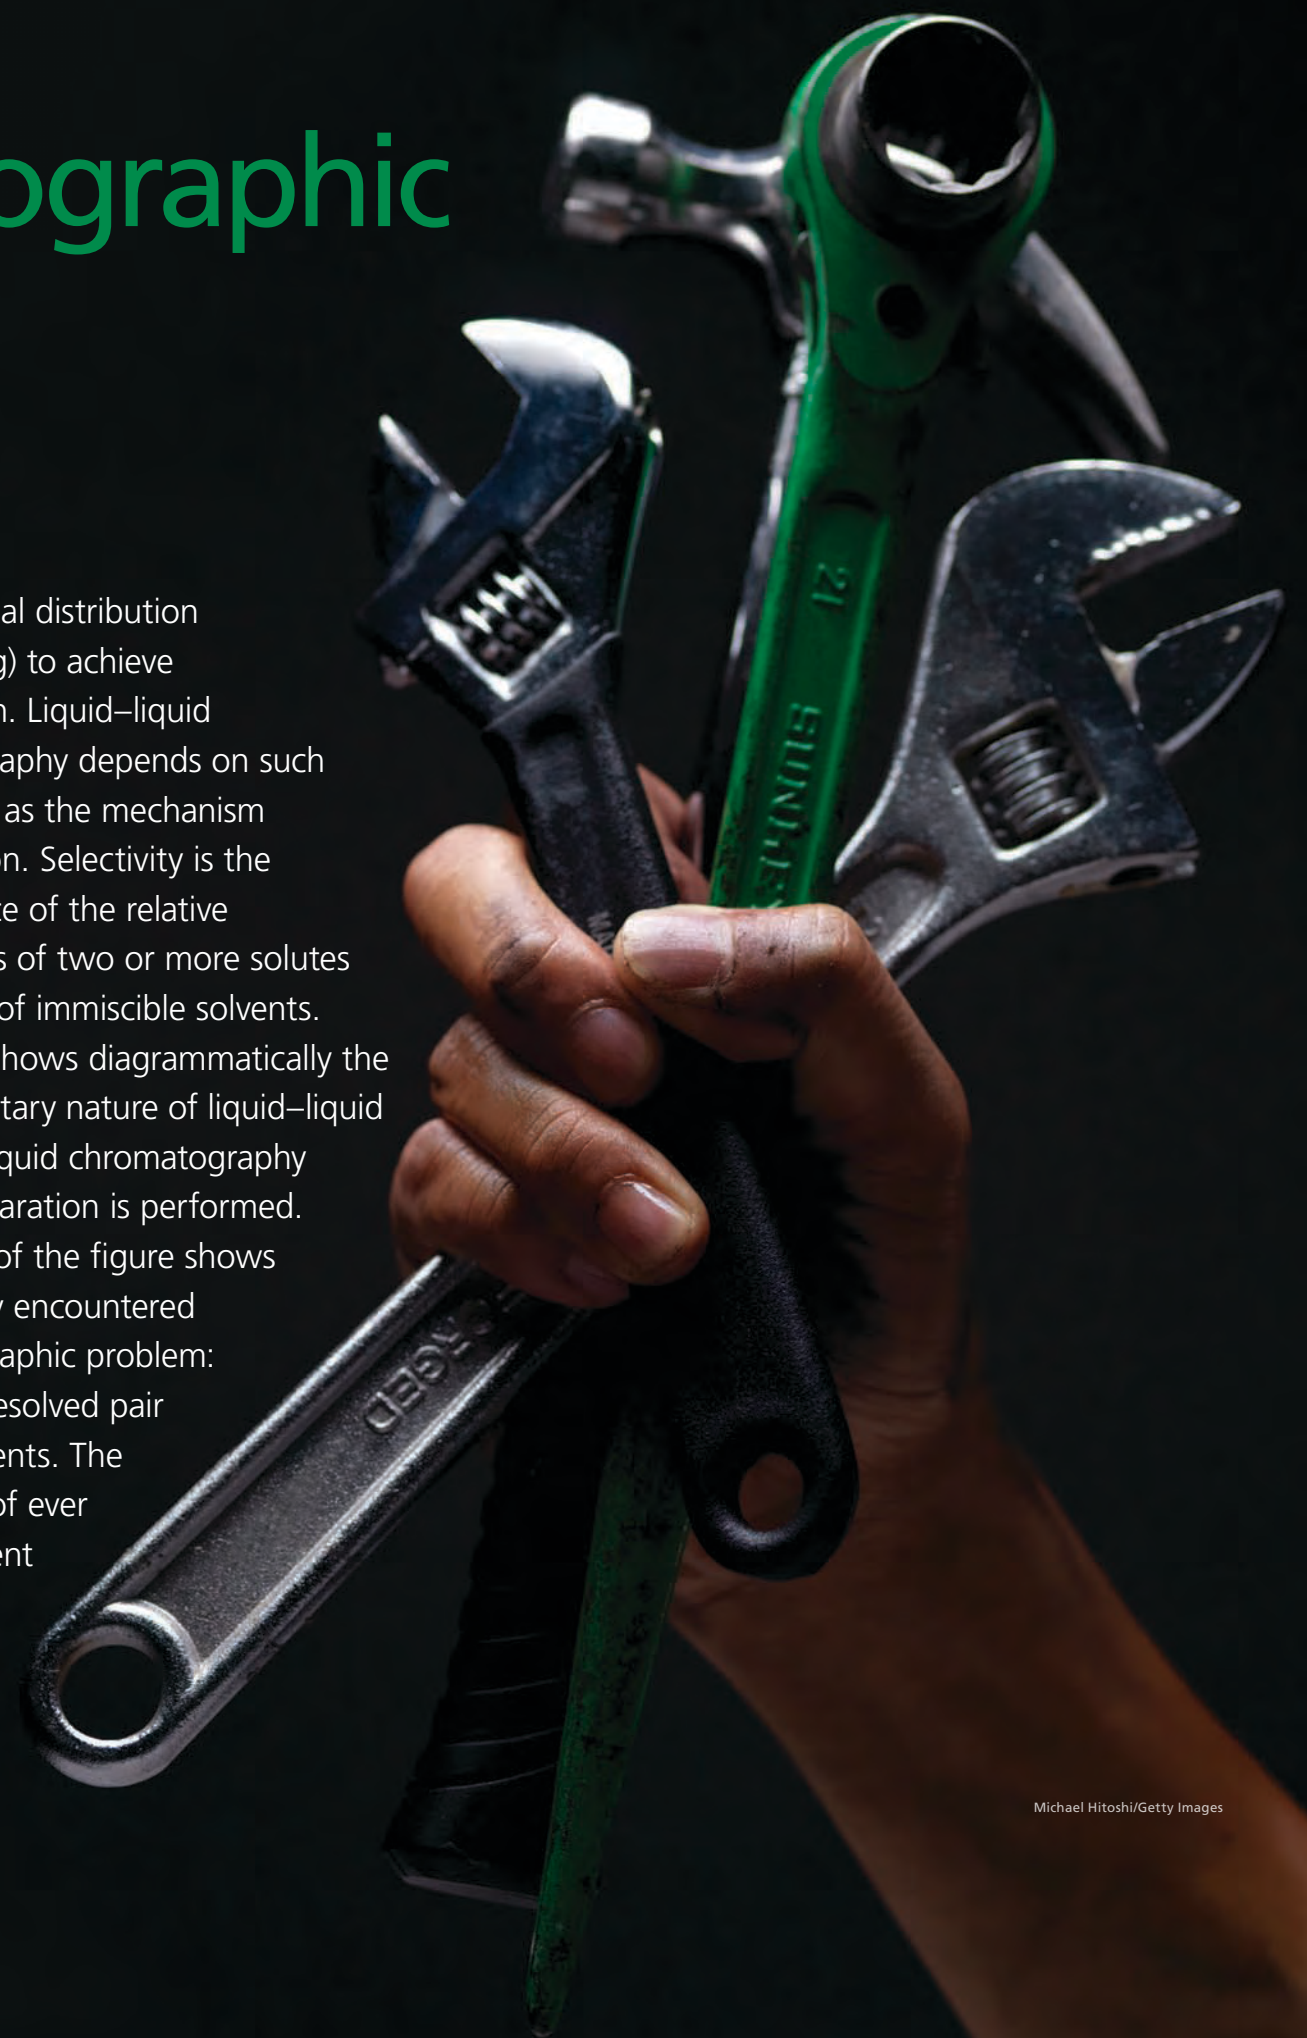 ographic
al distribution
g) to achieve
n. Liquid–liquid
aphy depends on such
as the mechanism
on. Selectivity is the
te of the relative
s of two or more solutes
of immiscible solvents.
hows diagrammatically the
tary nature of liquid–liquid
quid chromatography
aration is performed.
of the figure shows
y encountered
aphic problem:
esolved pair
ents. The
of ever
ent
21
FORGED
Michael Hitoshi/Getty Images